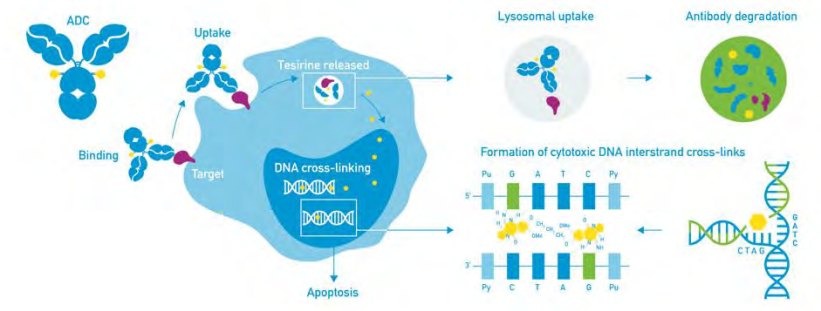 ADC
Uptake
Binding
Target
Tesirine released
DNA cross-linking
Apoptosis
Lysosomal uptake
Antibody degradation
Formation of cytotoxic DNA interstrand cross-links
Pu G A T C Py
5'
3'
Py C T A G Pu
GATC
CTAG